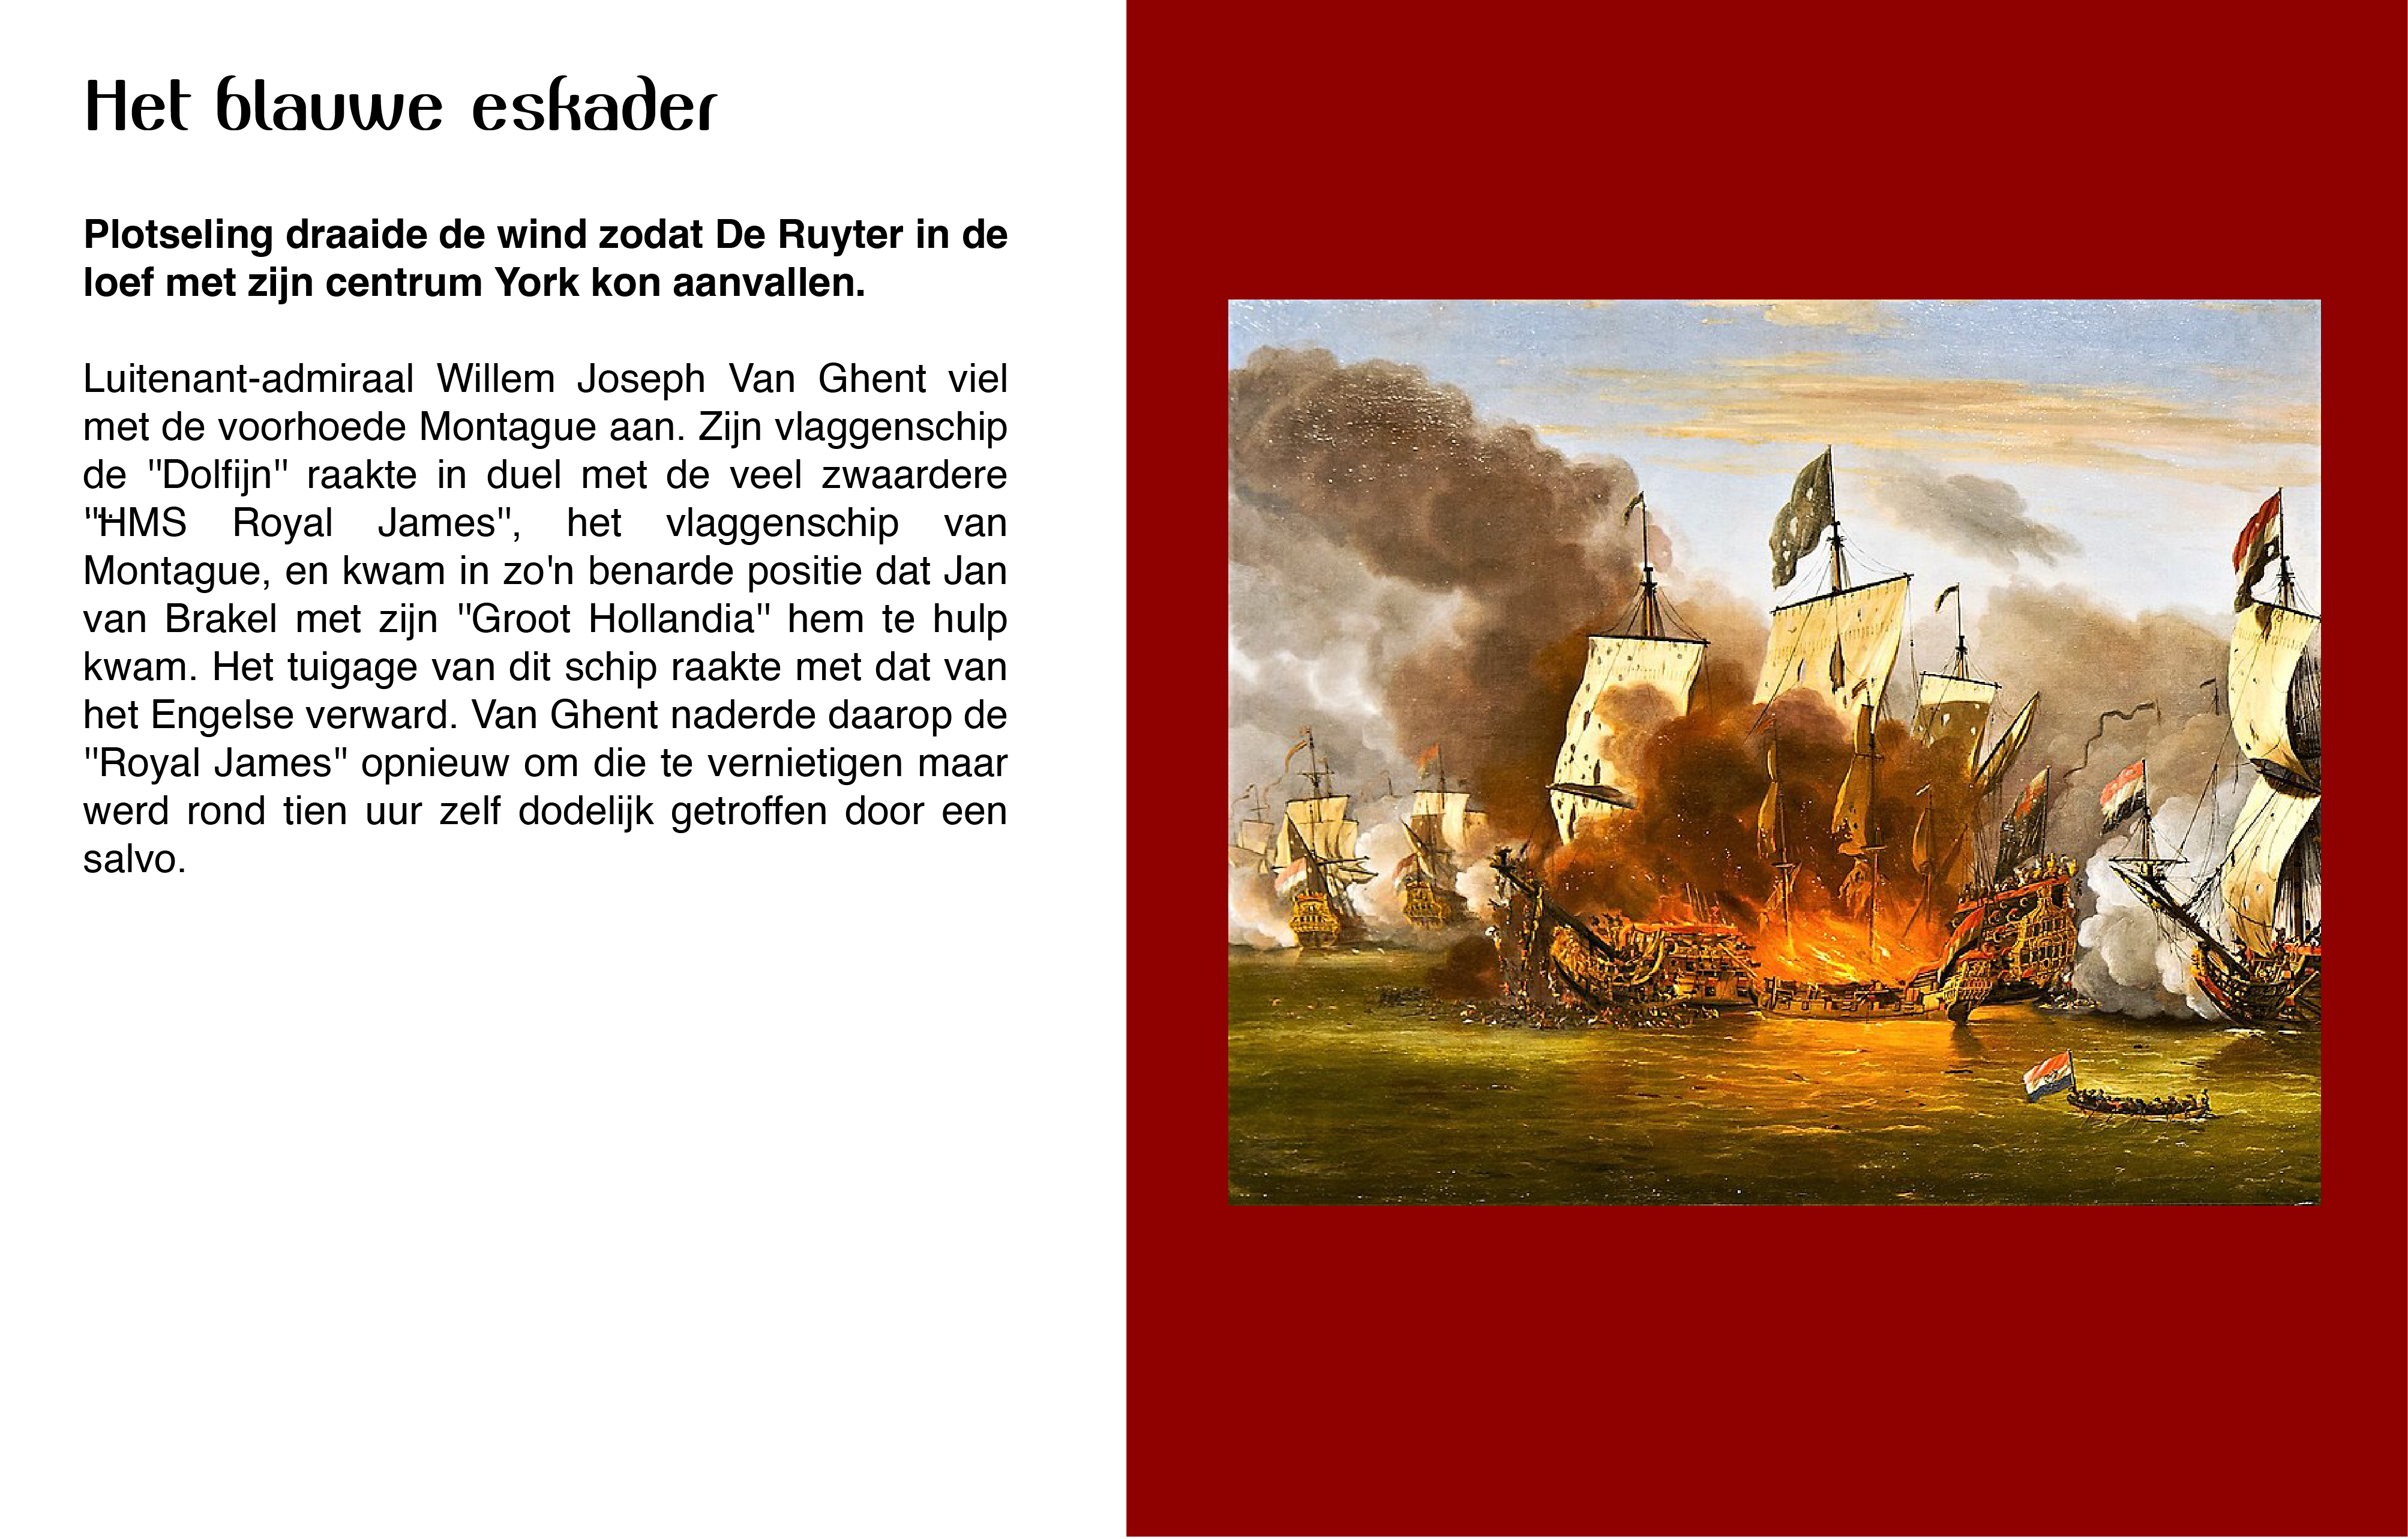 Het blauwe eskader
Plotseling draaide de wind zodat De Ruyter in de
loef met zijn centrum York kon aanvallen.
Luitenant-admiraal Willem Joseph Van Ghent viel
met de voorhoede Montague aan. Zijn vlaggenschip
de "Dolfijn" raakte in duel met de veel zwaardere
"HMS Royal James", het vlaggenschip van
Montague, en kwam in zo'n benarde positie dat Jan
van Brakel met zijn "Groot Hollandia" hem te hulp
kwam. Het tuigage van dit schip raakte met dat van
het Engelse verward. Van Ghent naderde daarop de
"Royal James" opnieuw om die te vernietigen maar
werd rond tien uur zelf dodelijk getroffen door een
salvo.